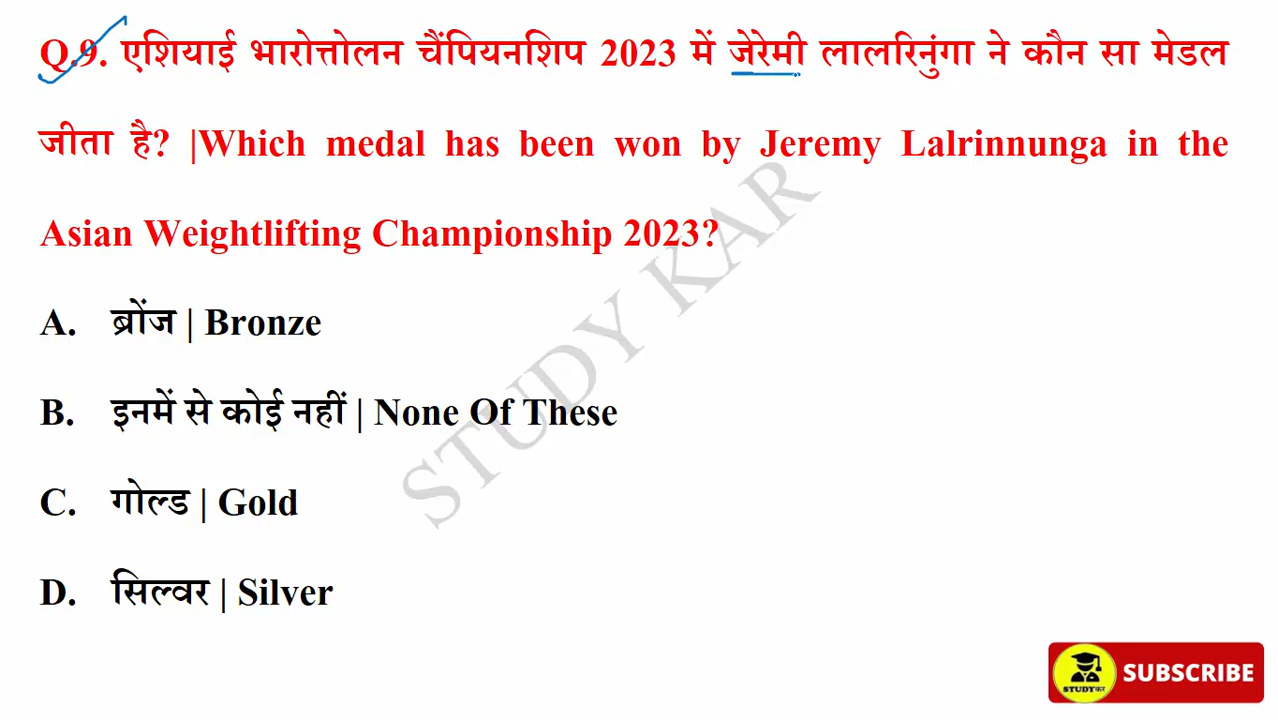 Q.9. एशियाई भारोत्तोलन चैंपियनशिप 2023 में जेरेमी लालरिनुंगा ने कौन सा मेडल
जीता है? |Which medal has been won by Jeremy Lalrinnunga in the
Asian Weightlifting Championship 2023?
A. ब्रोंज | Bronze
B. इनमें से कोई नहीं | None Of These
C. गोल्ड | Gold
D. सिल्वर | Silver
STUDY KAR
STUDYकर SUBSCRIBE